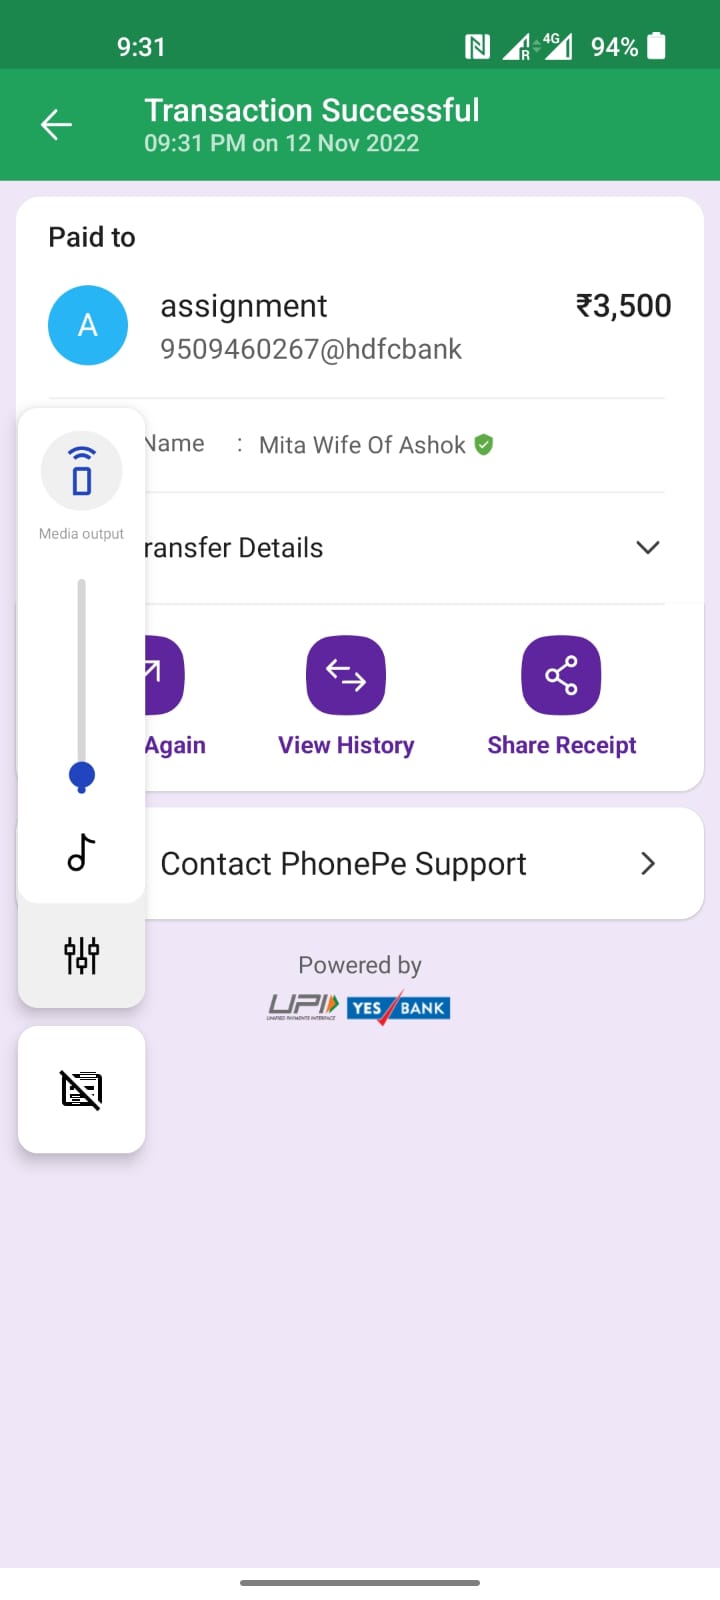 9:31
4G
R
94%
Transaction Successful
09:31 PM on 12 Nov 2022
Paid to
A
assignment
₹3,500
9509460267@hdfcbank
Name : Mita Wife Of Ashok
Media output
ransfer Details
Again
View History
Share Receipt
Contact PhonePe Support
Powered by
UPI
UNIFIED PAYMENTS INTERFACE
YES BANK